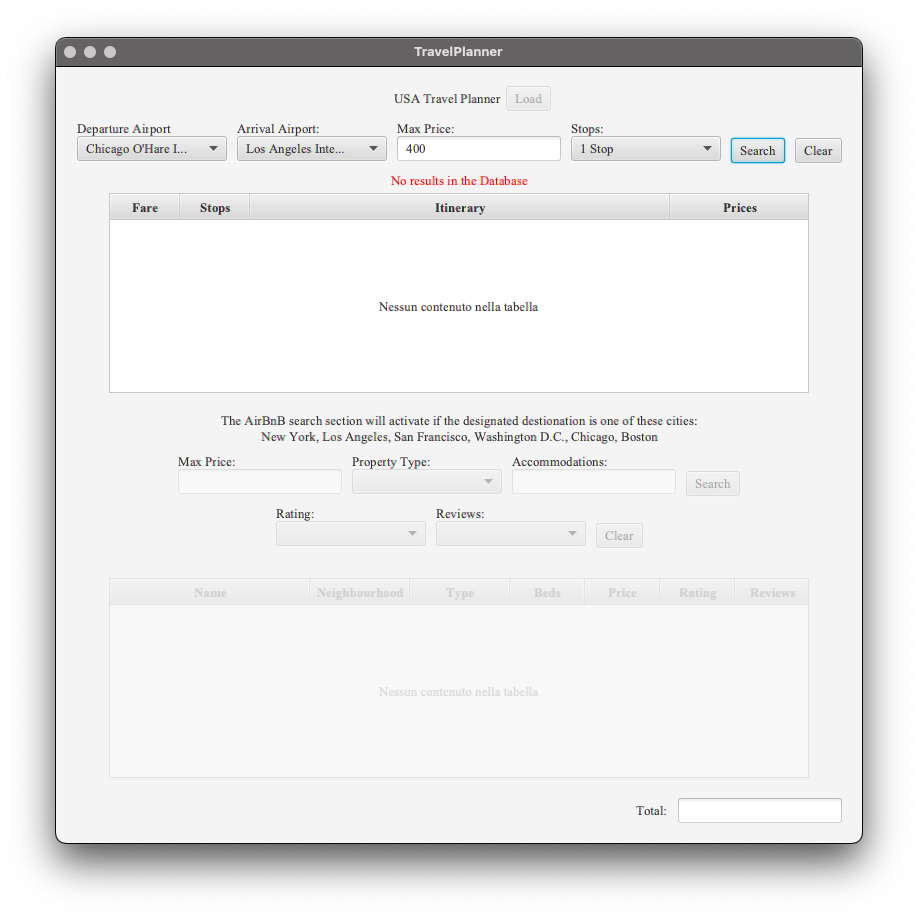 TravelPlanner
USA Travel Planner Load
Departure Airport Arrival Airport: Max Price: Stops:
Chicago O'Hare I... Los Angeles Inte... 400 1 Stop Search Clear
No results in the Database
Fare Stops Itinerary Prices
Nessun contenuto nella tabella
The AirBnB search section will activate if the designated destionation is one of these cities:
New York, Los Angeles, San Francisco, Washington D.C., Chicago, Boston
Max Price: Property Type: Accommodations:
Search
Rating: Reviews:
Clear
Name Neighbourhood Type Beds Price Rating Reviews
Nessun contenuto nella tabella
Total: